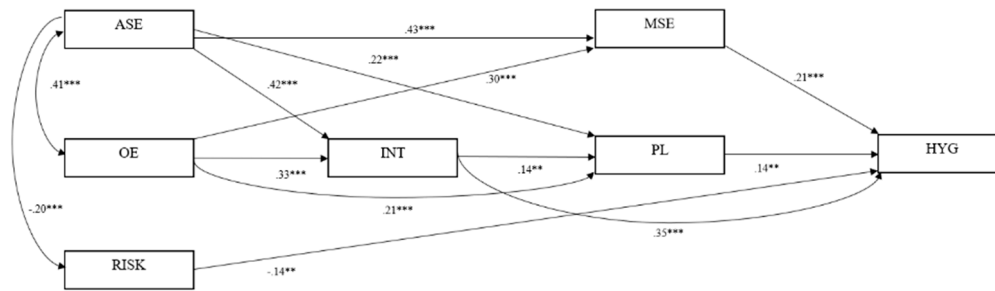 ASE
MSE
.43***
.22***
.30***
.21***
.41***
.42***
OE
INT
PL
HYG
.33***
.14**
.14**
.21***
-.20***
.35***
RISK
-.14**